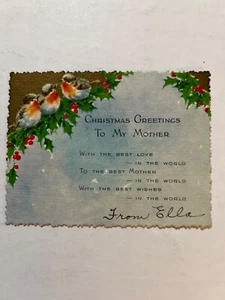 Christmas Greetings
To My Mother
With the best love
— in the world
To the best Mother
— in the world
With best wishes
— in the world
From Ella